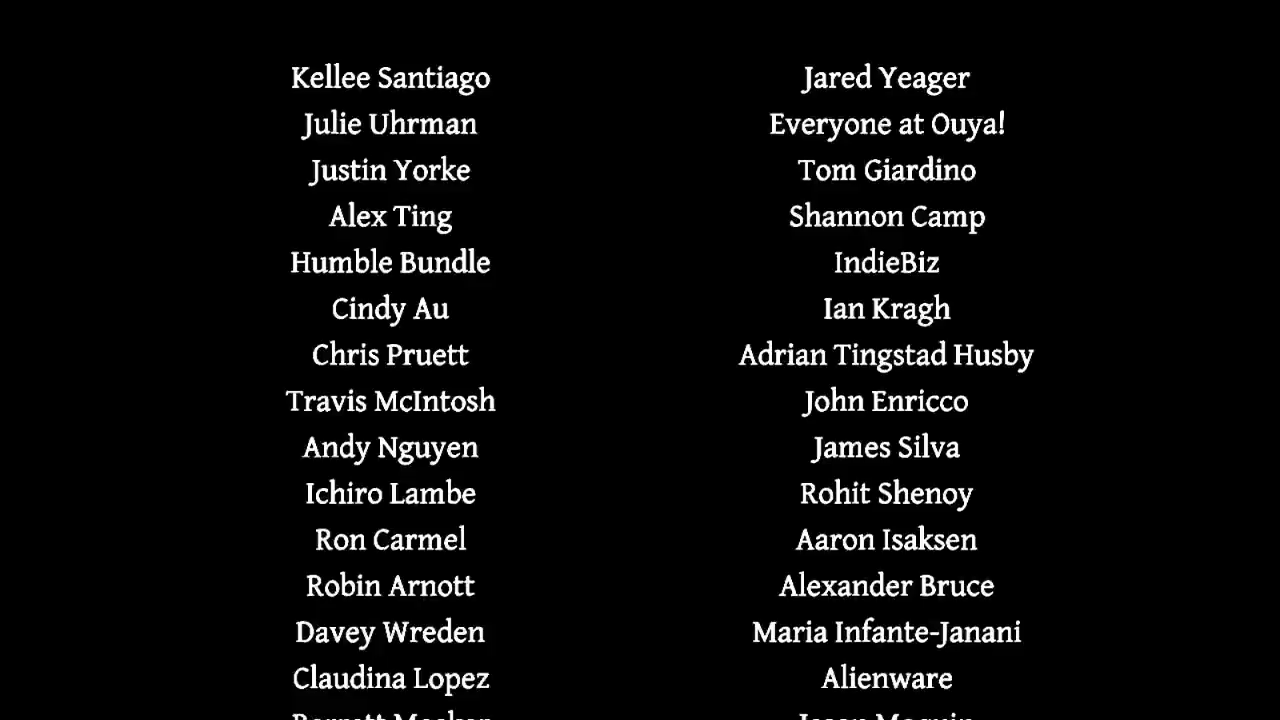 Kellee Santiago
Julie Uhrman
Justin Yorke
Alex Ting
Humble Bundle
Cindy Au
Chris Pruett
Travis McIntosh
Andy Nguyen
Ichiro Lambe
Ron Carmel
Robin Arnott
Davey Wreden
Claudina Lopez
Jared Yeager
Everyone at Ouya!
Tom Giardino
Shannon Camp
IndieBiz
Ian Kragh
Adrian Tingstad Husby
John Enricco
James Silva
Rohit Shenoy
Aaron Isaksen
Alexander Bruce
Maria Infante-Janani
Alienware